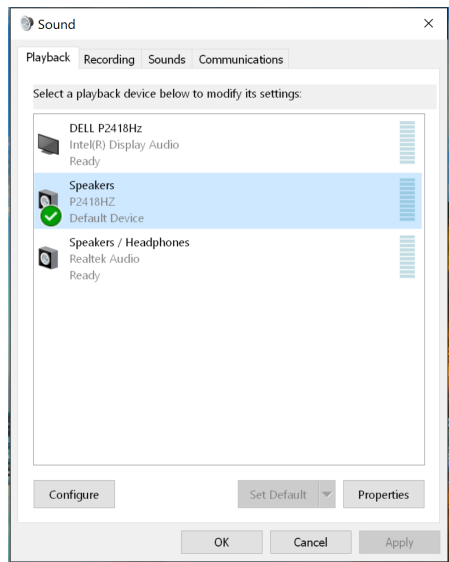 Sound
Playback Recording Sounds Communications
Select a playback device below to modify its settings:
DELL P2418Hz
Intel(R) Display Audio
Ready
Speakers
P2418HZ
Default Device
Speakers / Headphones
Realtek Audio
Ready
Configure Set Default Properties
OK Cancel Apply